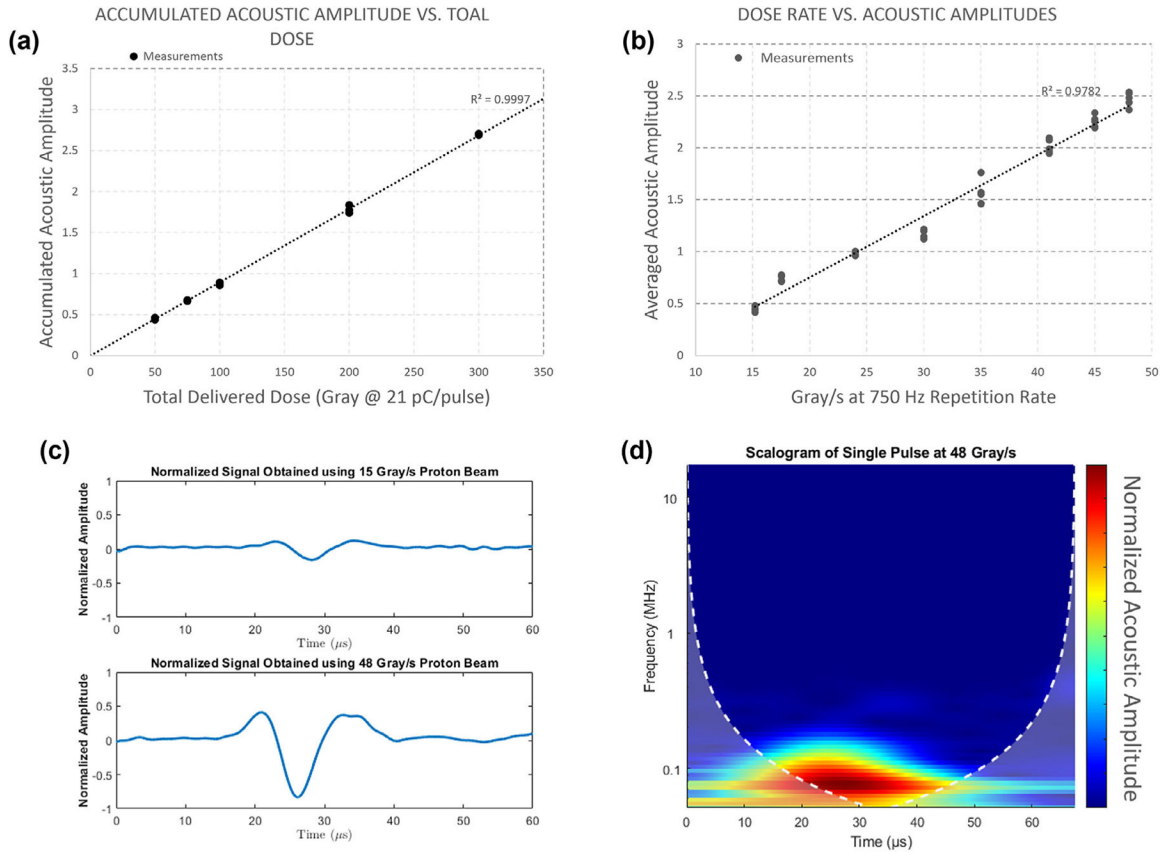 (a)
ACCUMULATED ACOUSTIC AMPLITUDE VS. TOAL
DOSE
Measurements
Accumulated Acoustic Amplitude
3.5
3
2.5
2
1.5
1
0.5
0
R² = 0.9997
0 50 100 150 200 250 300 350
Total Delivered Dose (Gray @ 21 pC/pulse)
(b)
DOSE RATE VS. ACOUSTIC AMPLITUDES
Measurements
Averaged Acoustic Amplitude
3
2.5
2
1.5
1
0.5
0
R² = 0.9782
10 15 20 25 30 35 40 45 50
Gray/s at 750 Hz Repetition Rate
(c)
Normalized Signal Obtained using 15 Gray/s Proton Beam
Normalized Amplitude
1
0.5
0
-0.5
-1
0 10 20 30 40 50 60
Time (μs)
Normalized Signal Obtained using 48 Gray/s Proton Beam
Normalized Amplitude
1
0.5
0
-0.5
-1
0 10 20 30 40 50 60
Time (μs)
(d)
Scalogram of Single Pulse at 48 Gray/s
Frequency (MHz)
10
1
0.1
0 10 20 30 40 50 60
Time (μs)
Normalized Acoustic Amplitude